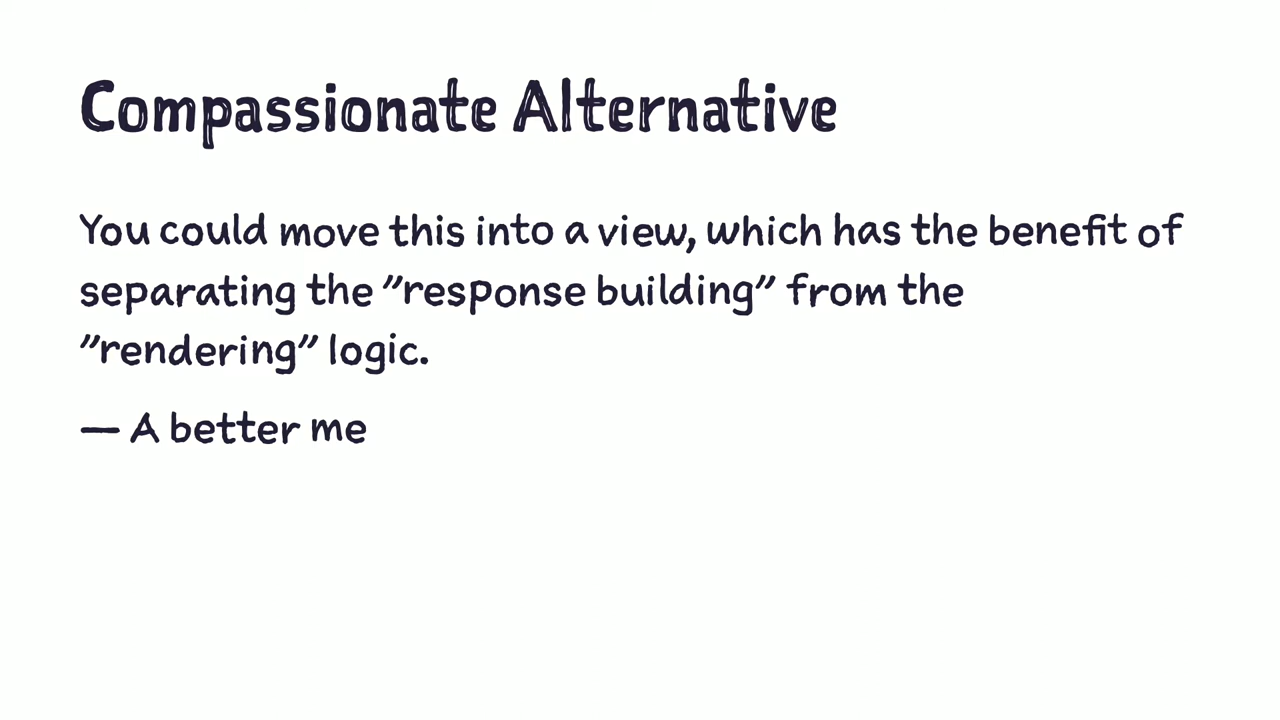 Compassionate Alternative
You could move this into a view, which has the benefit of
separating the "response building" from the
"rendering" logic.
— A better me